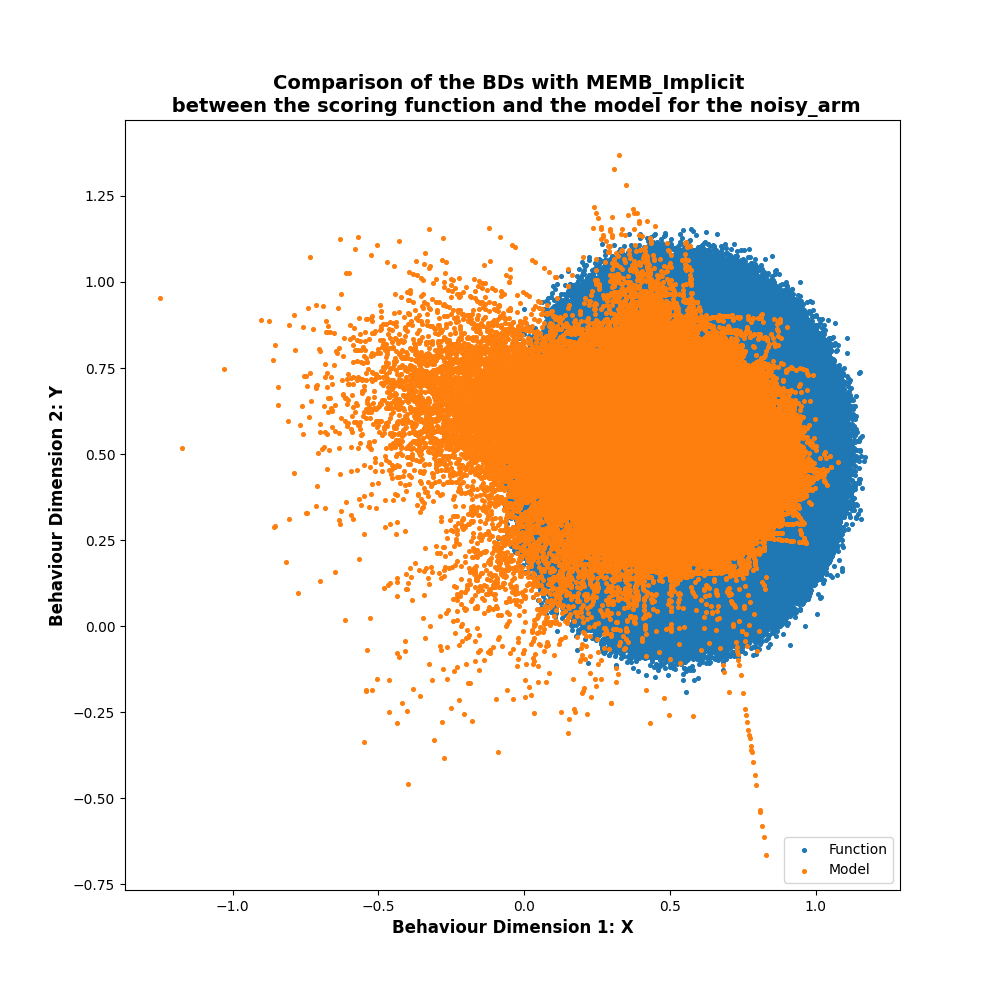 Comparison of the BDs with MEMB_Implicit
between the scoring function and the model for the noisy_arm
Behaviour Dimension 2: Y
1.25
1.00
0.75
0.50
0.25
0.00
−0.25
−0.50
−0.75
−1.0
−0.5
0.0
0.5
1.0
Behaviour Dimension 1: X
Function
Model